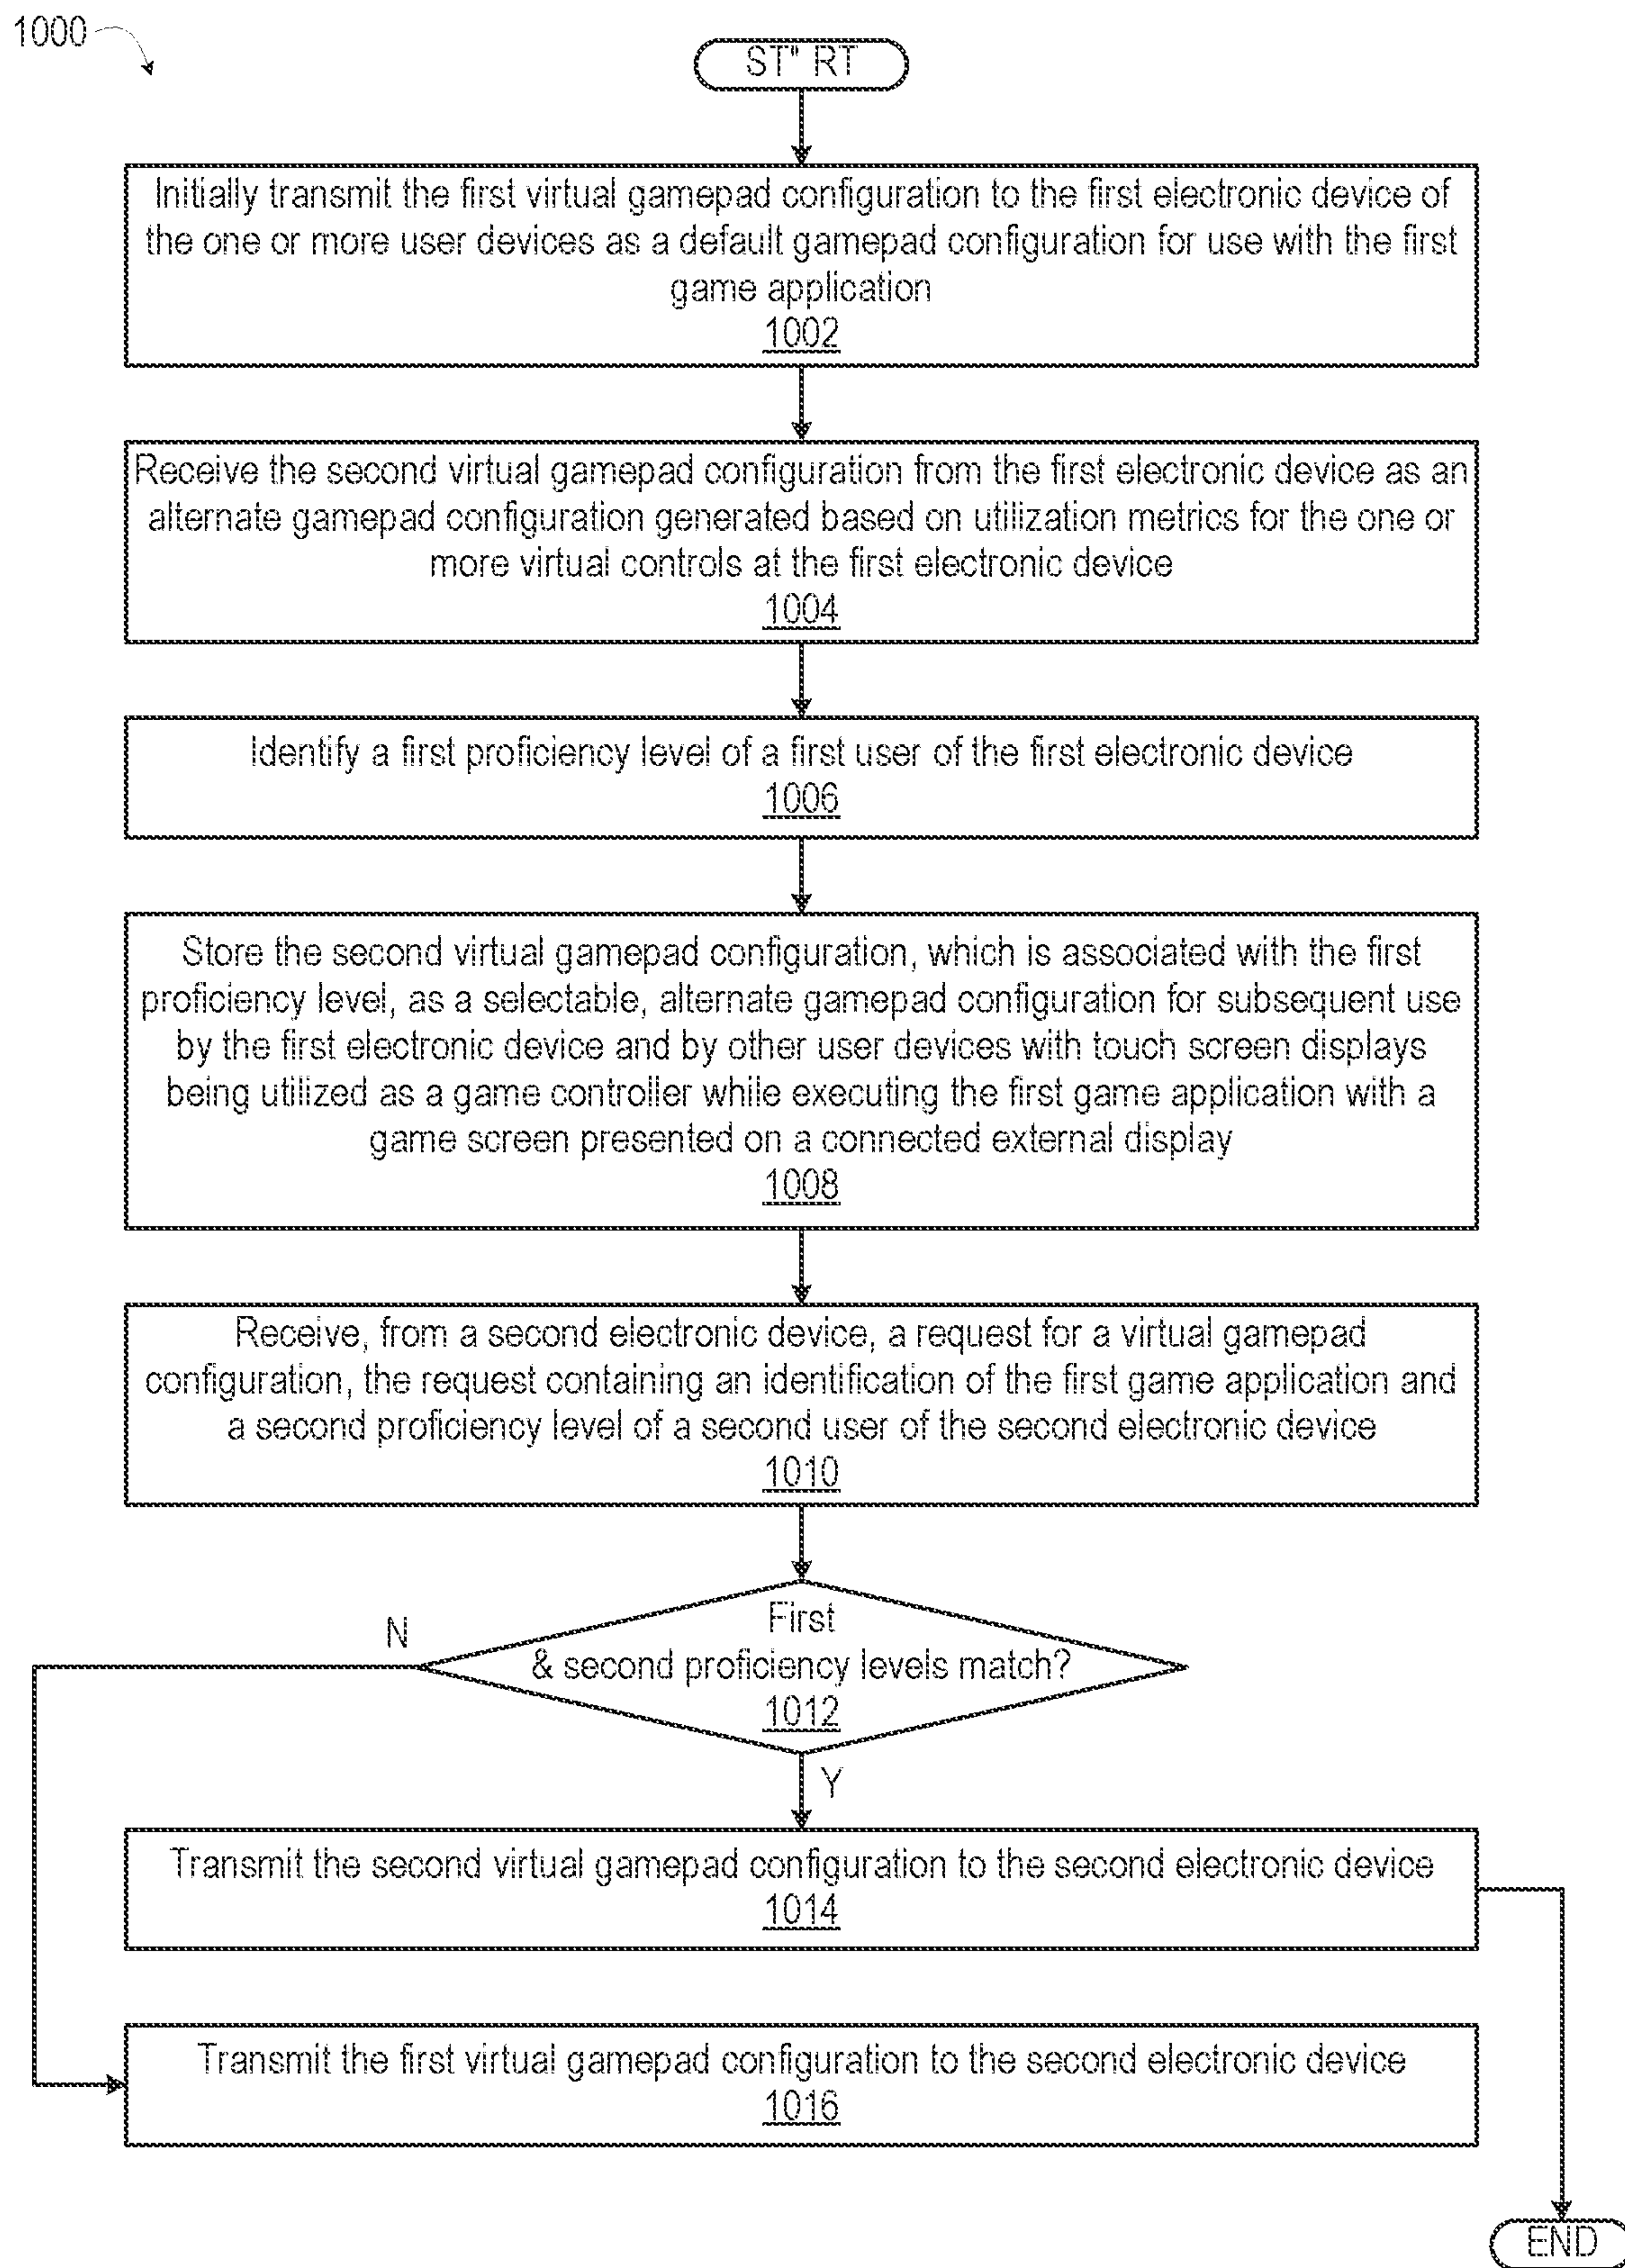 1000
ST" RT
Initially transmit the first virtual gamepad configuration to the first electronic device of
the one or more user devices as a default gamepad configuration for use with the first
game application
1002
Receive the second virtual gamepad configuration from the first electronic device as an
alternate gamepad configuration generated based on utilization metrics for the one or
more virtual controls at the first electronic device
1004
Identify a first proficiency level of a first user of the first electronic device
1006
Store the second virtual gamepad configuration, which is associated with the first
proficiency level, as a selectable, alternate gamepad configuration for subsequent use
by the first electronic device and by other user devices with touch screen displays
being utilized as a game controller while executing the first game application with a
game screen presented on a connected external display
1008
Receive, from a second electronic device, a request for a virtual gamepad
configuration, the request containing an identification of the first game application and
a second proficiency level of a second user of the second electronic device
1010
First
N
& second proficiency levels match?
1012
Y
Transmit the second virtual gamepad configuration to the second electronic device
1014
Transmit the first virtual gamepad configuration to the second electronic device
1016
END